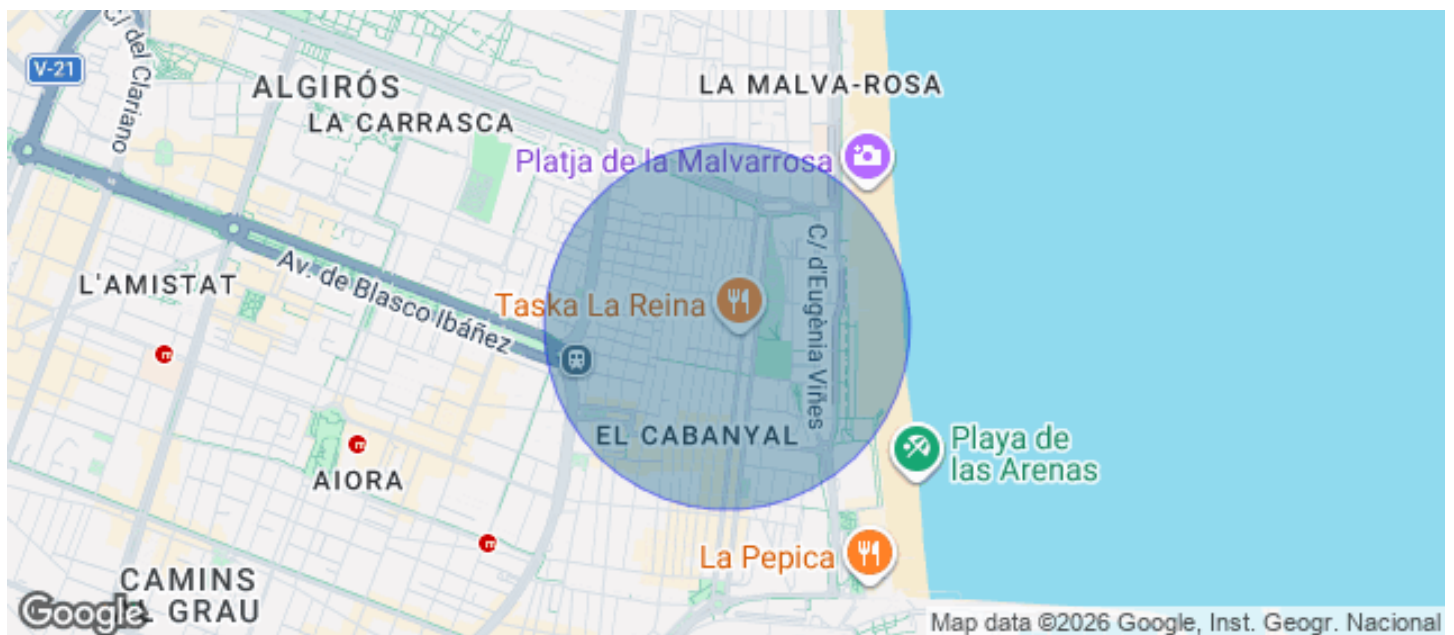 C/ del Clariano
V-21
ALGIRÓS
LA CARRASCA
LA MALVA-ROSA
Platja de la Malvarrosa
L'AMISTAT
Av. de Blasco Ibáñez
Taska La Reina
C/ d'Eugènia Viñes
EL CABANYAL
Playa de
las Arenas
AIORA
La Pepica
CAMINS
GRAU
Google
Map data ©2026 Google, Inst. Geogr. Nacional